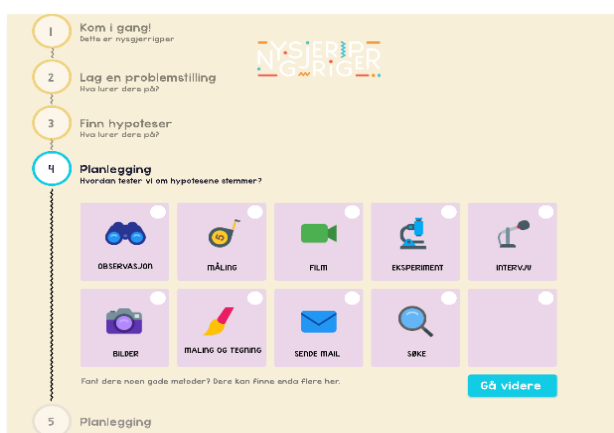 1
Kom i gang!
Dette er nysgjerrigper
NYSJERRIPER
NGJRIGER
2
Lag en problemstilling
Hva lurer dere på?
3
Finn hypoteser
Hva lurer dere på?
4
Planlegging
Hvordan tester vi om hypotesene stemmer?
OBSERVASJON
MÅLING
FILM
EKSPERIMENT
INTERVJU
BILDER
MALING OG TEGNING
SENDE MAIL
SØKE
Fant dere noen gode metoder? Dere kan finne enda flere her.
Gå videre
5
Planlegging